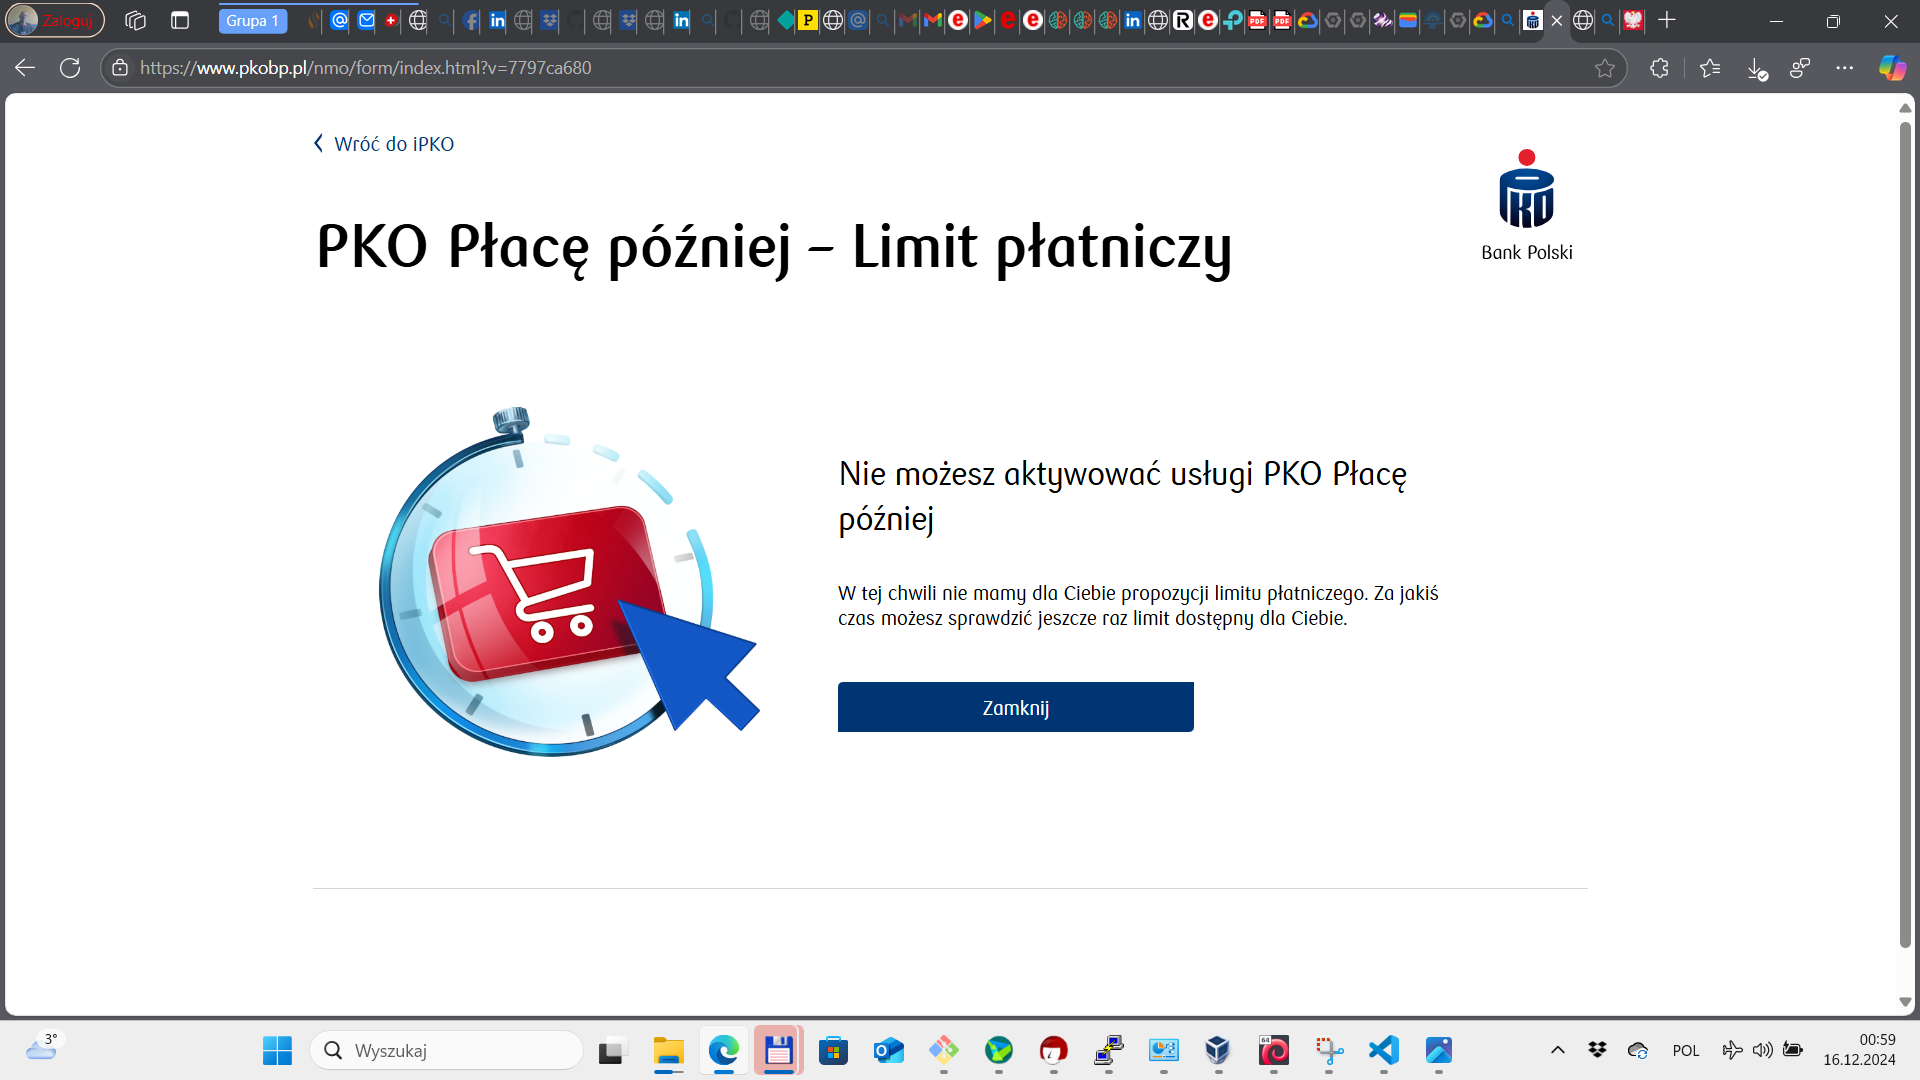 Zaloguj
Grupa 1
https://www.pkobp.pl/nmo/form/index.html?v=7797ca680
Wróć do iPKO
PKO Płacę później – Limit płatniczy
Bank Polski
Nie możesz aktywować usługi PKO Płacę
później
W tej chwili nie mamy dla Ciebie propozycji limitu płatniczego. Za jakiś
czas możesz sprawdzić jeszcze raz limit dostępny dla Ciebie.
Zamknij
3°
Wyszukaj
64
POL
00:59
16.12.2024